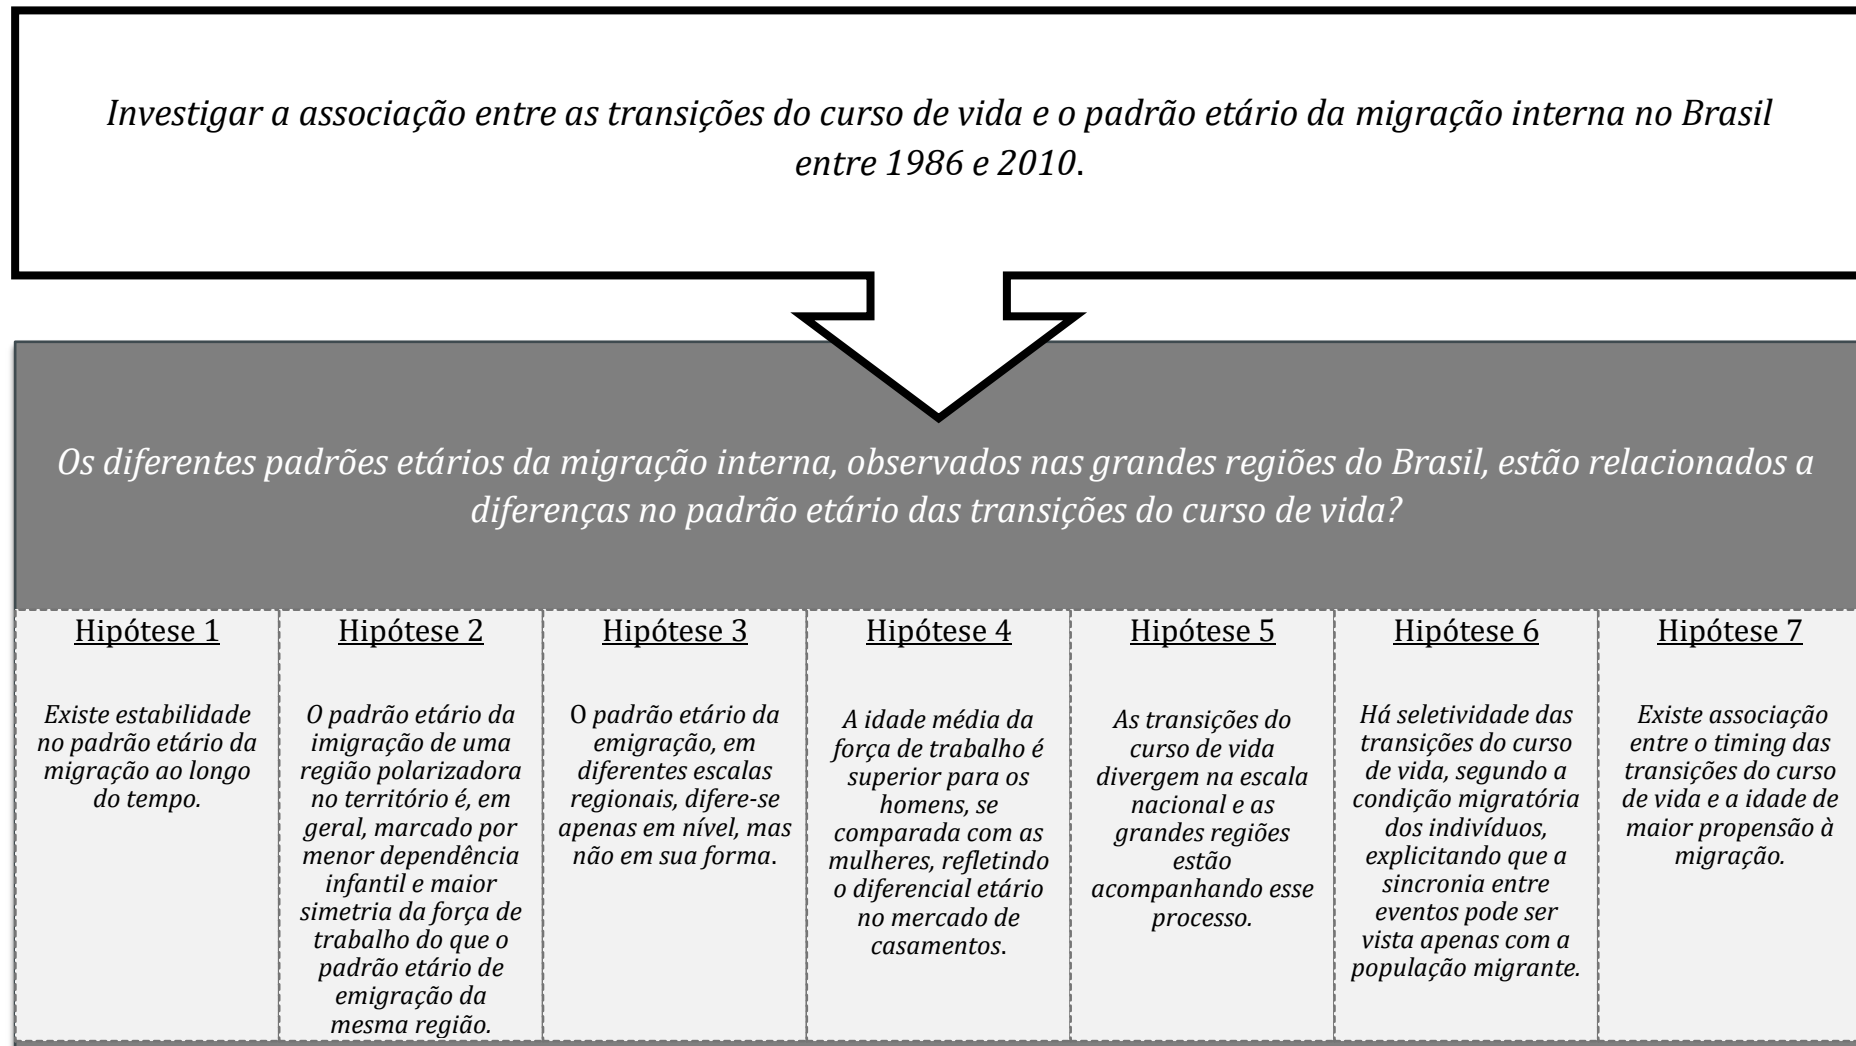 Investigar a associação entre as transições do curso de vida e o padrão etário da migração interna no Brasil
entre 1986 e 2010.
Os diferentes padrões etários da migração interna, observados nas grandes regiões do Brasil, estão relacionados a
diferenças no padrão etário das transições do curso de vida?
Hipótese 1
Existe estabilidade
no padrão etário da
migração ao longo
do tempo.
Hipótese 2
O padrão etário da
imigração de uma
região polarizadora
no território é, em
geral, marcado por
menor dependência
infantil e maior
simetria da força de
trabalho do que o
padrão etário de
emigração da
mesma região.
Hipótese 3
O padrão etário da
emigração, em
diferentes escalas
regionais, difere-se
apenas em nível, mas
não em sua forma.
Hipótese 4
A idade média da
força de trabalho é
superior para os
homens, se
comparada com as
mulheres, refletindo
o diferencial etário
no mercado de
casamentos.
Hipótese 5
As transições do
curso de vida
divergem na escala
nacional e as
grandes regiões
estão
acompanhando esse
processo.
Hipótese 6
Há seletividade das
transições do curso
de vida, segundo a
condição migratória
dos indivíduos,
explicitando que a
sincronia entre
eventos pode ser
vista apenas com a
população migrante.
Hipótese 7
Existe associação
entre o timing das
transições do curso
de vida e a idade de
maior propensão à
migração.